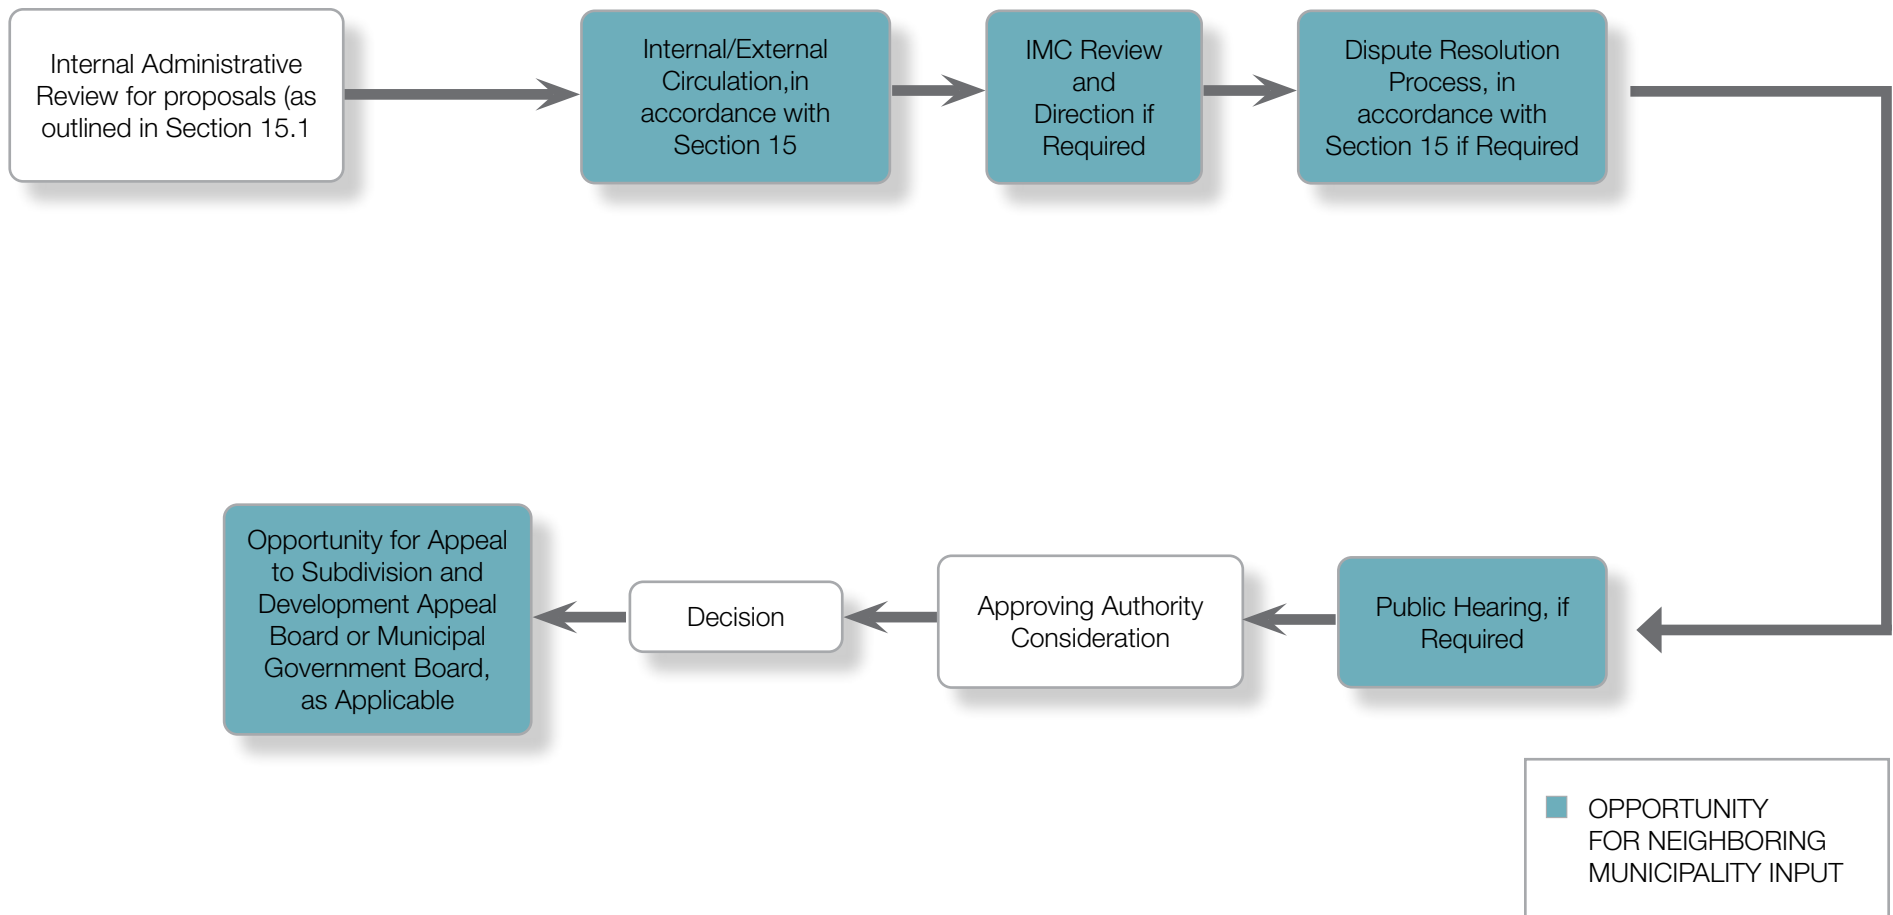 Internal Administrative
Review for proposals (as
outlined in Section 15.1
Internal/External
Circulation,in
accordance with
Section 15
IMC Review
and
Direction if
Required
Dispute Resolution
Process, in
accordance with
Section 15 if Required
Public Hearing, if
Required
Approving Authority
Consideration
Decision
Opportunity for Appeal
to Subdivision and
Development Appeal
Board or Municipal
Government Board,
as Applicable
OPPORTUNITY
FOR NEIGHBORING
MUNICIPALITY INPUT